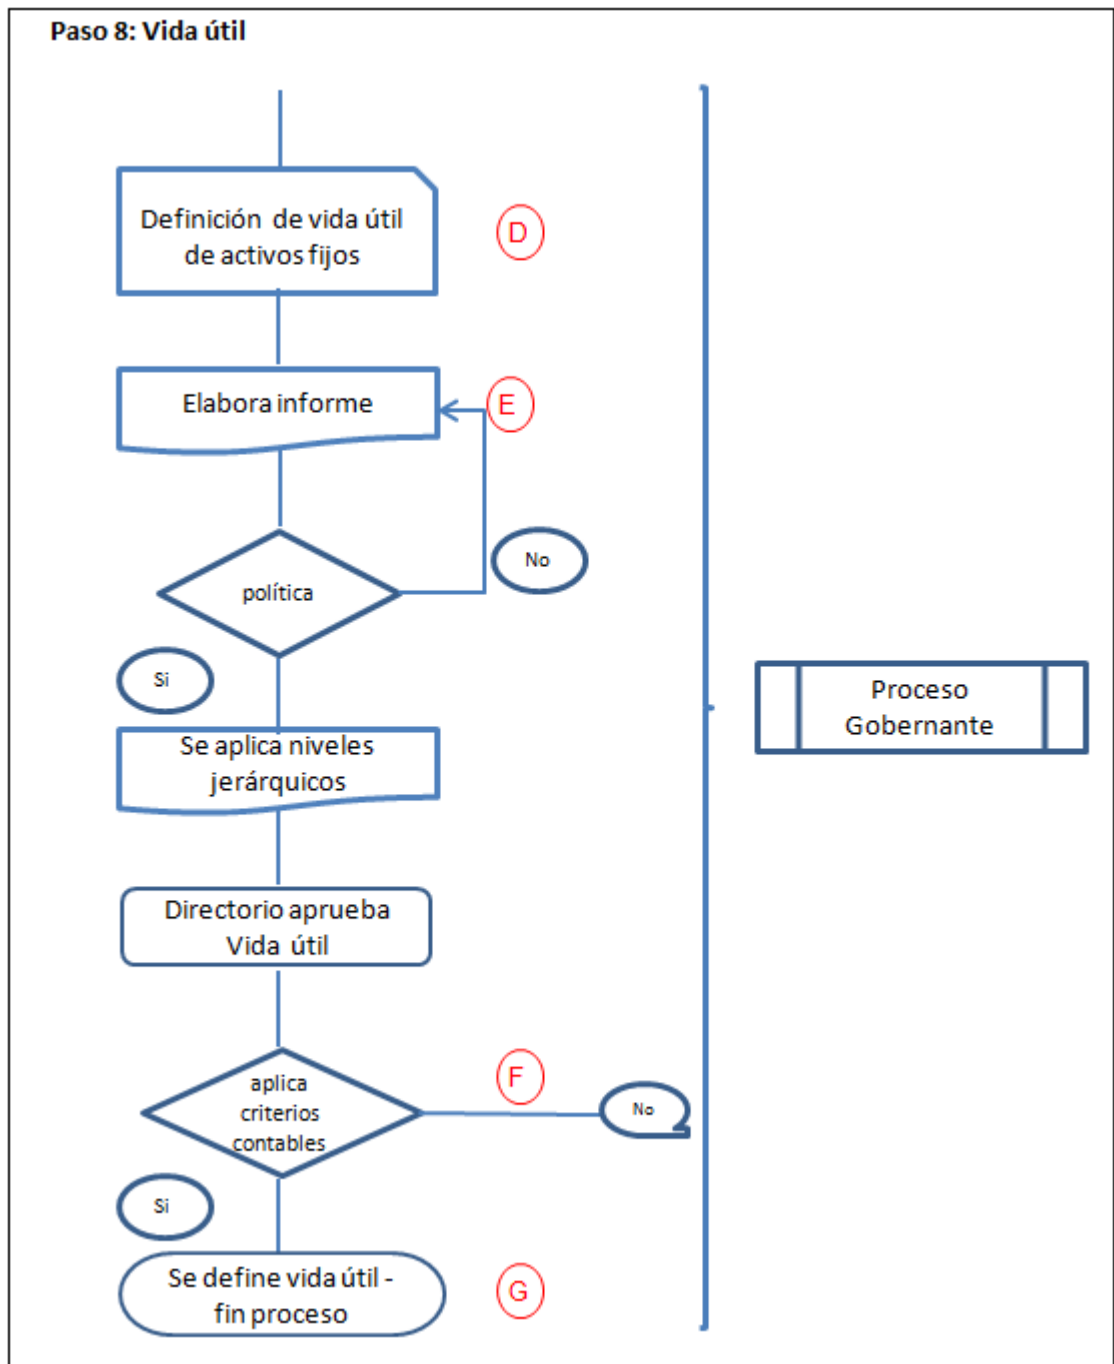 Paso 8: Vida útil
Definición de vida útil
de activos fijos
D
Elabora informe
E
No
política
Si
Se aplica niveles
jerárquicos
Proceso
Gobernante
Directorio aprueba
Vida útil
F
aplica
criterios
contables
No
Si
Se define vida útil -
fin proceso
G